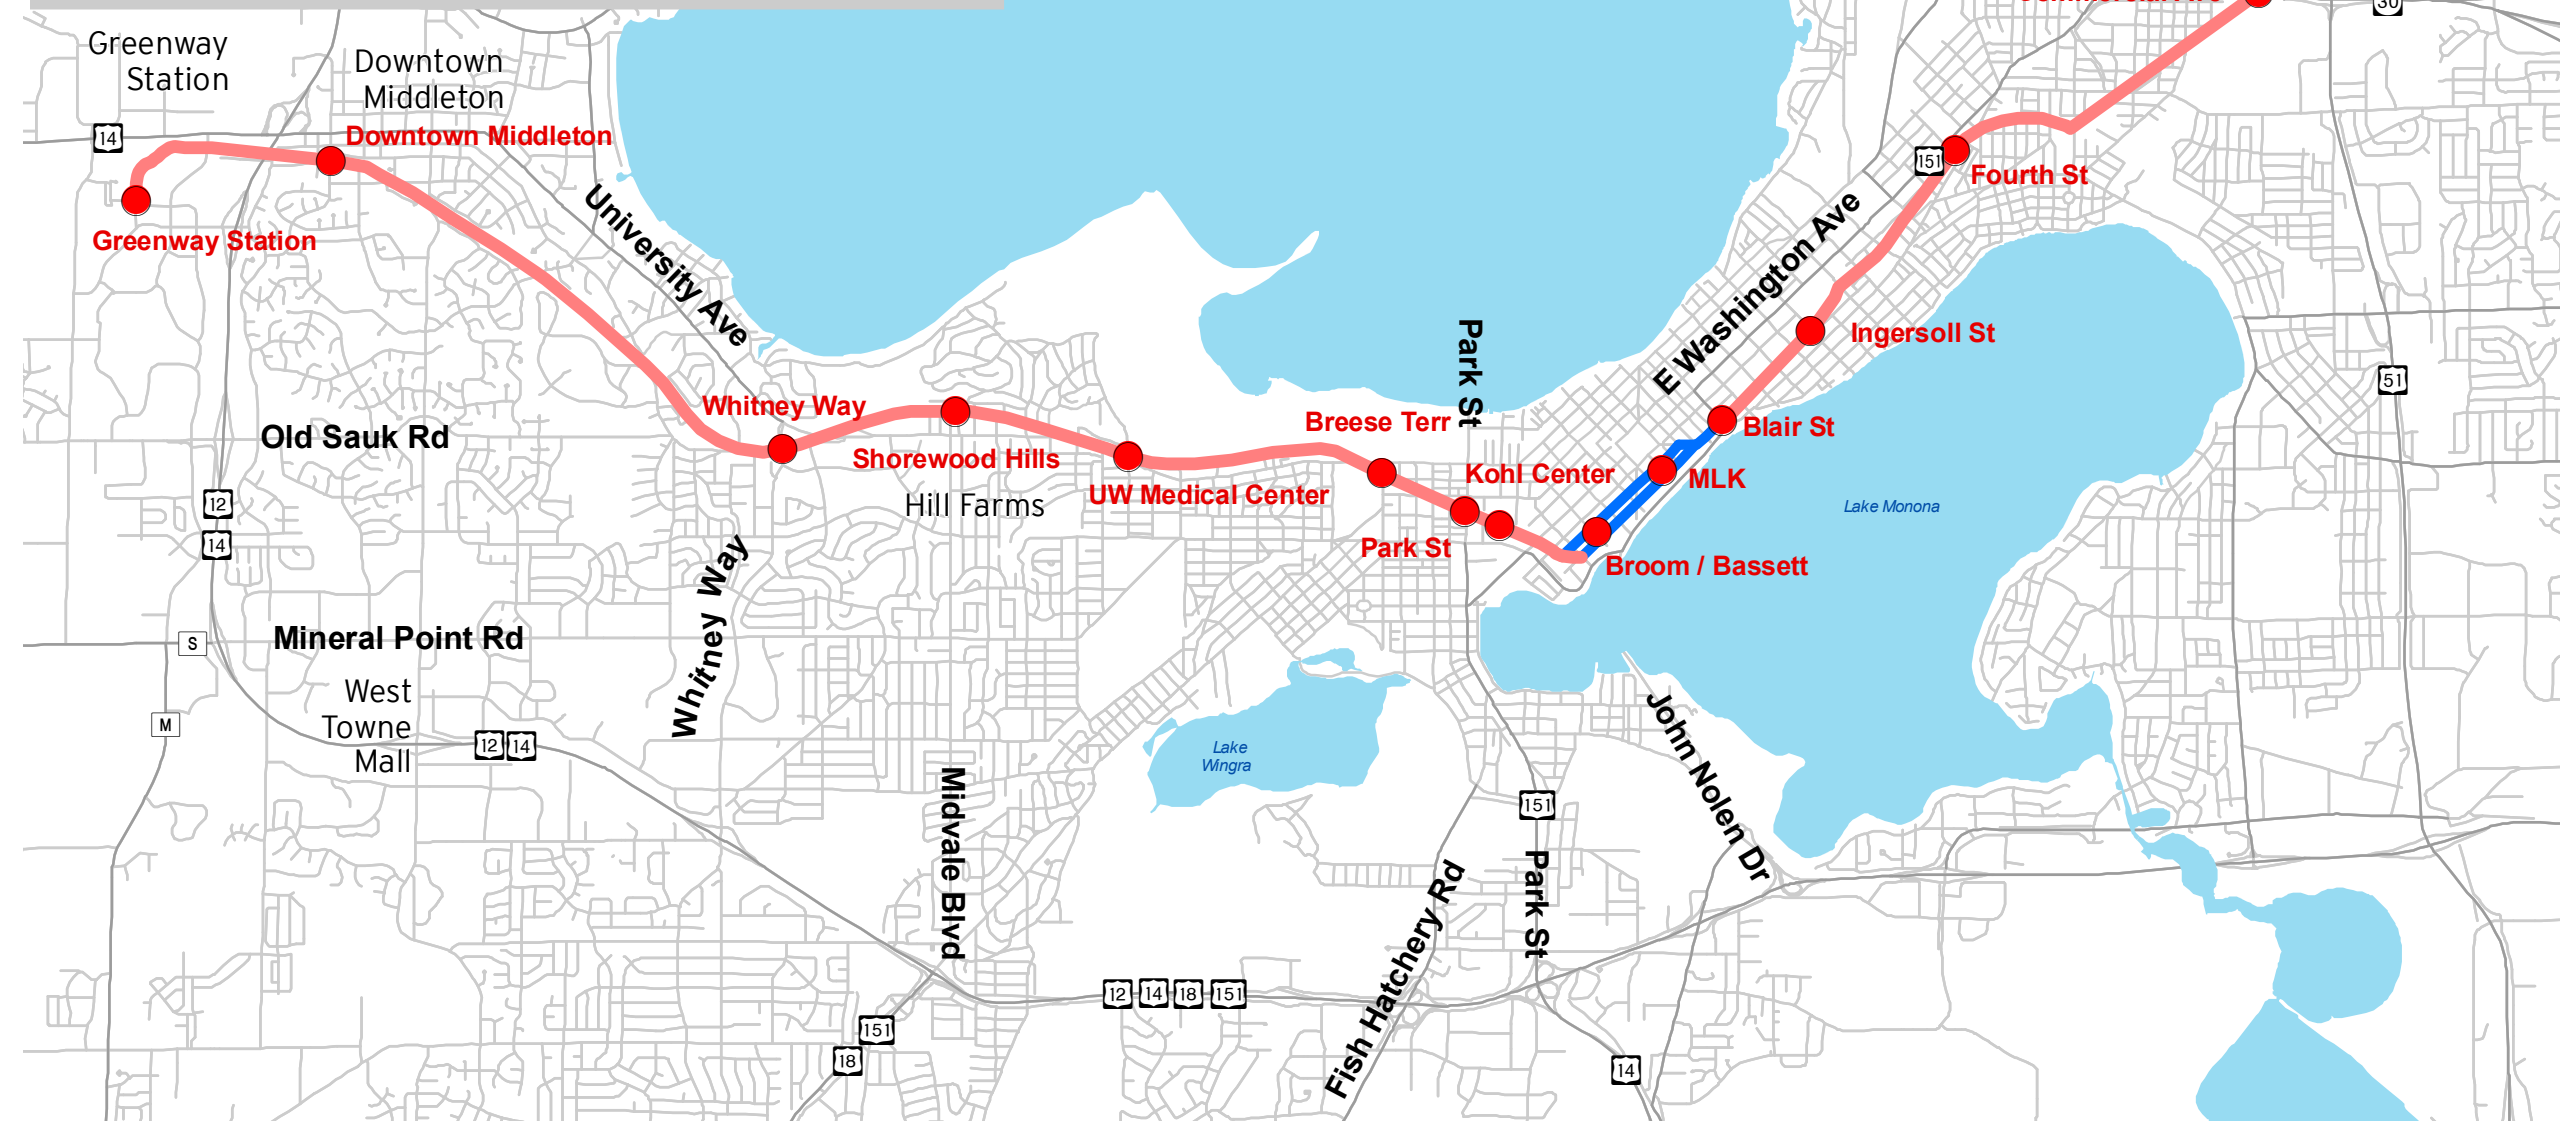 30
Greenway
Station
Downtown
Middleton
14
Downtown Middleton
Greenway Station
University Ave
151
Fourth St
E Washington Ave
Ingersoll St
Park St
51
Whitney Way
Breese Terr
Blair St
Old Sauk Rd
Shorewood Hills
Kohl Center
MLK
UW Medical Center
Hill Farms
Lake Monona
12
14
Park St
Broom / Bassett
Whitney Way
Mineral Point Rd
S
West
Towne
Mall
M
12
14
Lake
Wingra
John Nolen Dr
Midvale Blvd
151
Park St
Fish Hatchery Rd
12
14
18
151
151
18
14